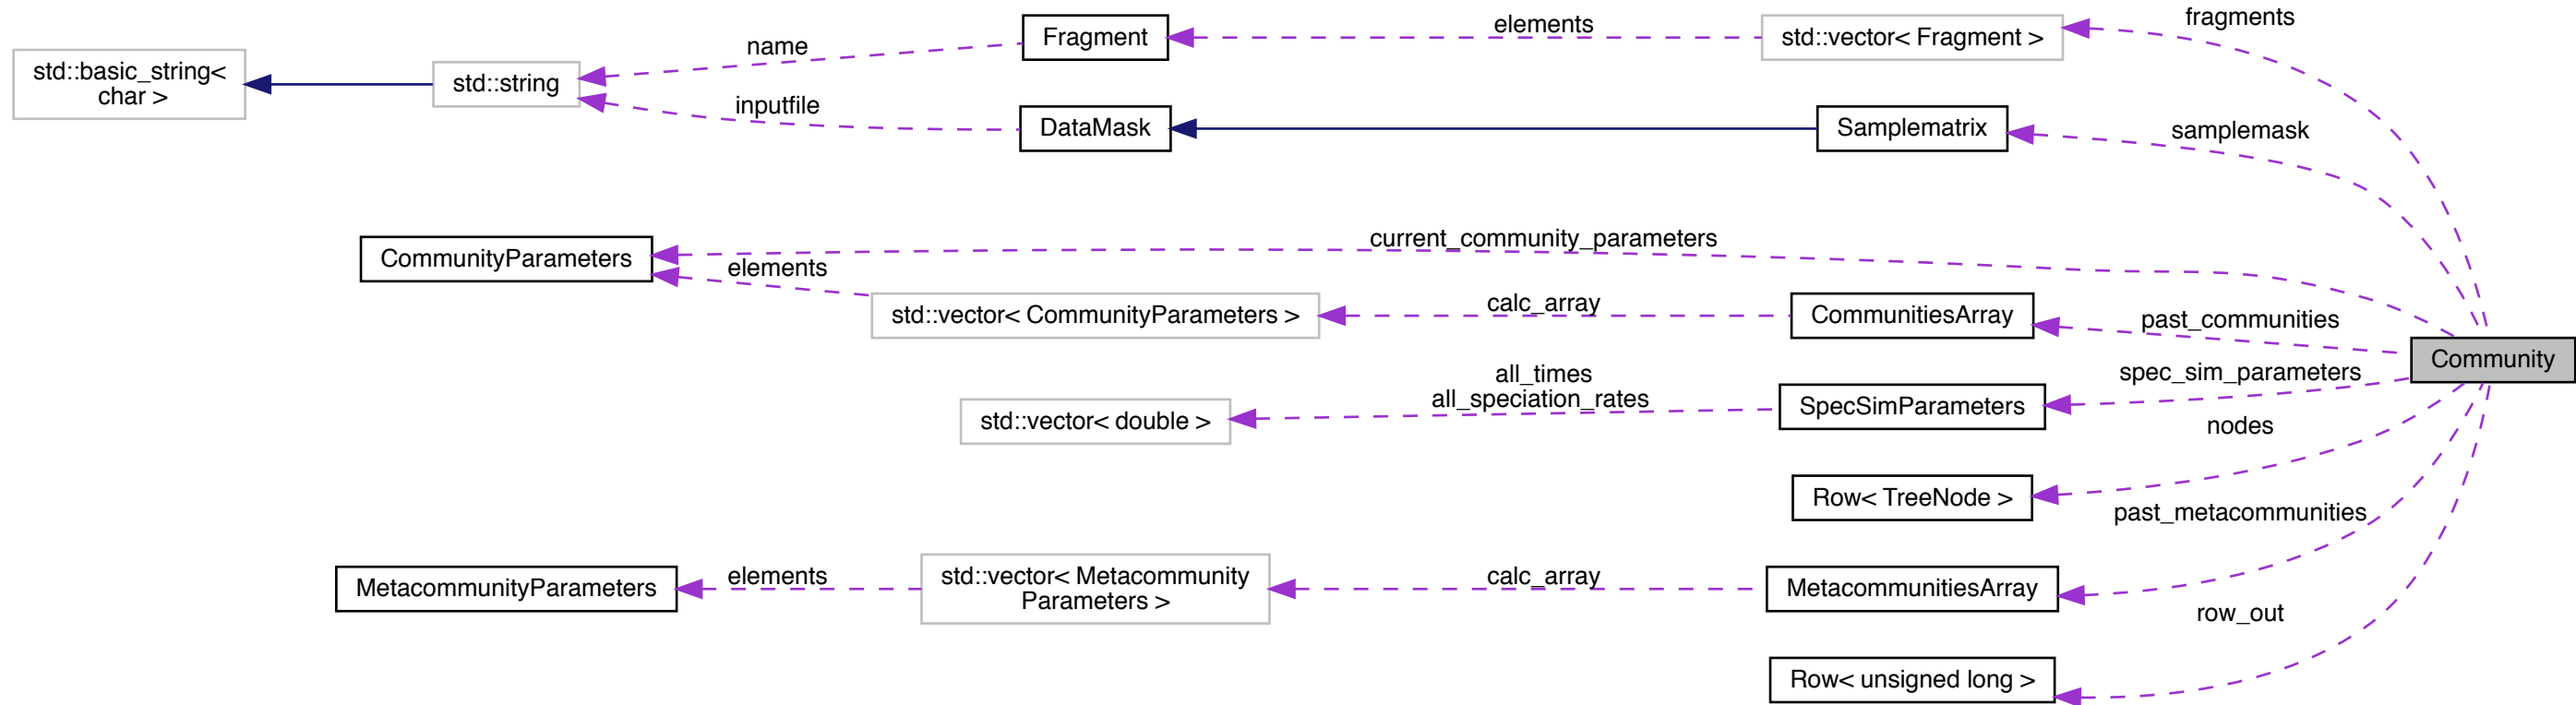 fragments
elements
Fragment
std::vector< Fragment >
name
std::basic_string<
char >
std::string
inputfile
DataMask
Samplematrix
samplemask
current_community_parameters
CommunityParameters
elements
std::vector< CommunityParameters >
calc_array
CommunitiesArray
past_communities
Community
all_times
all_speciation_rates
spec_sim_parameters
std::vector< double >
SpecSimParameters
nodes
Row< TreeNode >
past_metacommunities
MetacommunityParameters
elements
std::vector< Metacommunity
Parameters >
calc_array
MetacommunitiesArray
row_out
Row< unsigned long >